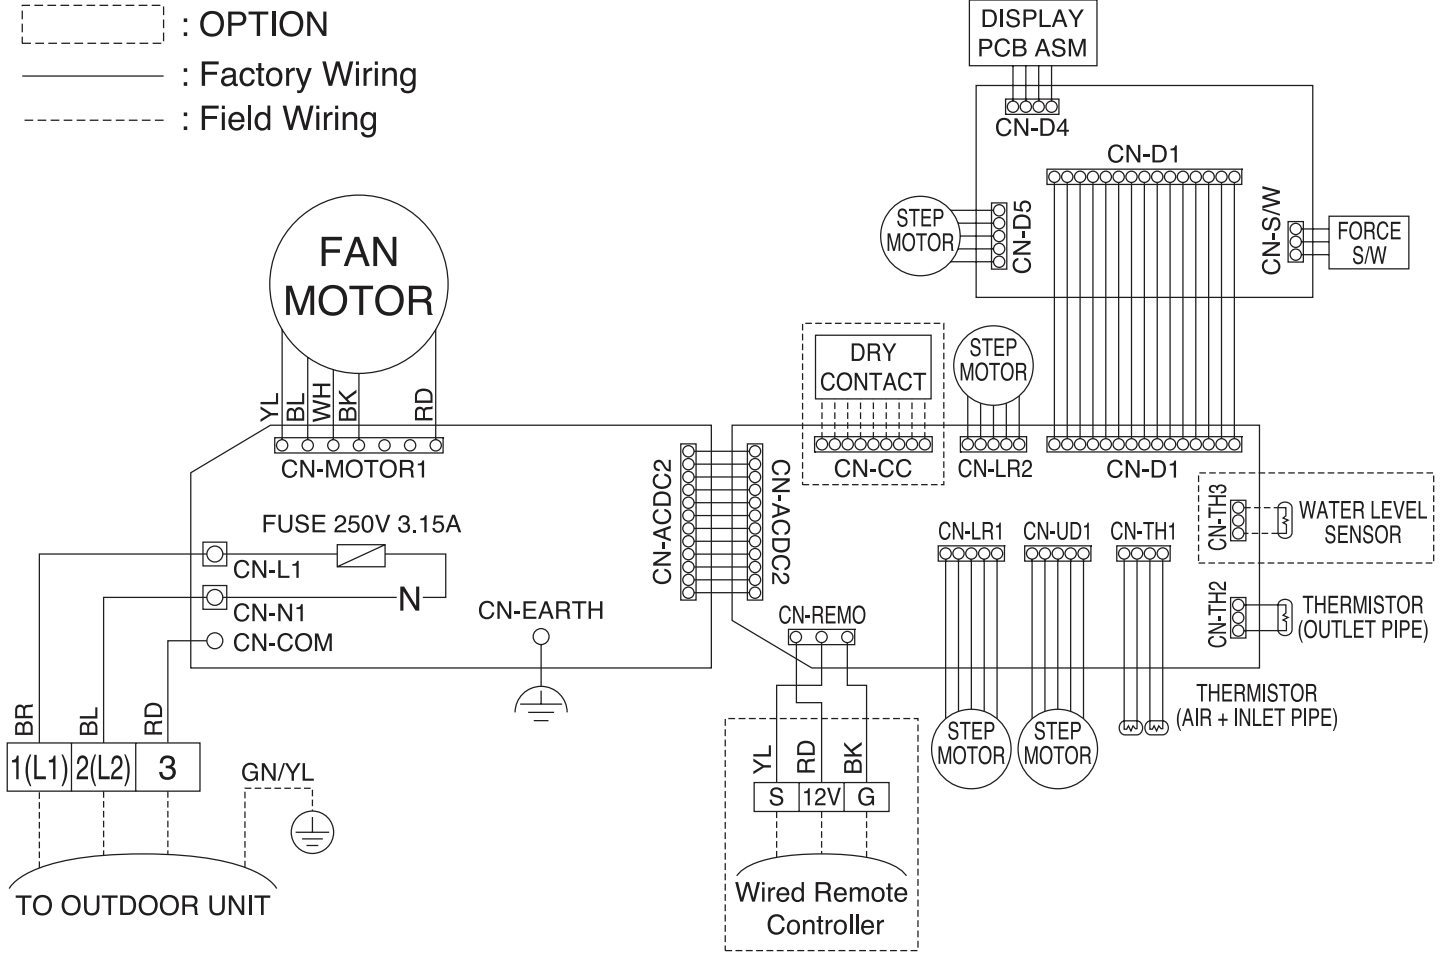 : OPTION
: Factory Wiring
: Field Wiring
DISPLAY
PCB ASM
CN-D4
CN-D1
STEP
MOTOR
CN-D5
CN-S/W
FORCE
S/W
FAN
MOTOR
YL
BL
WH
BK
RD
CN-MOTOR1
DRY
CONTACT
CN-CC
STEP
MOTOR
CN-LR2
CN-D1
CN-ACDC2
CN-ACDC2
FUSE 250V 3.15A
CN-L1
N
CN-N1
CN-COM
CN-EARTH
CN-LR1
CN-UD1
CN-TH1
CN-TH3
WATER LEVEL
SENSOR
CN-TH2
THERMISTOR
(OUTLET PIPE)
CN-REMO
THERMISTOR
(AIR + INLET PIPE)
STEP
MOTOR
STEP
MOTOR
BR
BL
RD
1(L1)
2(L2)
3
GN/YL
TO OUTDOOR UNIT
YL
RD
BK
S
12V
G
Wired Remote
Controller